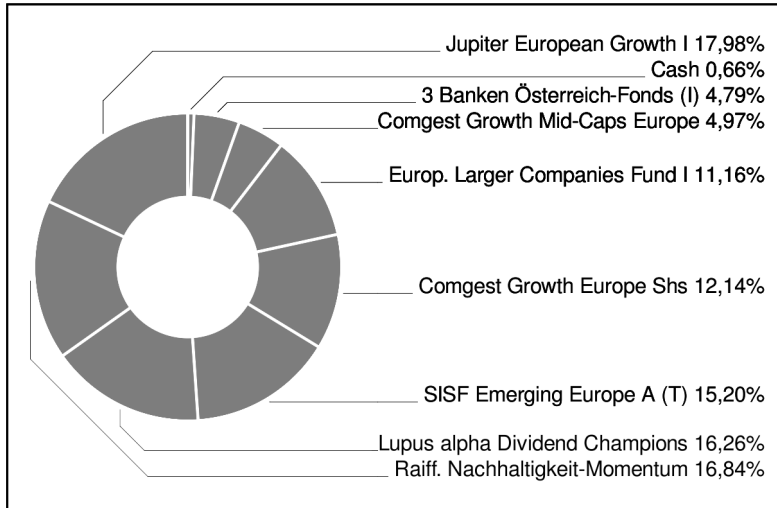 Jupiter European Growth I 17,98%
Cash 0,66%
3 Banken Österreich-Fonds (I) 4,79%
Comgest Growth Mid-Caps Europe 4,97%
Europ. Larger Companies Fund I 11,16%
Comgest Growth Europe Shs 12,14%
SISF Emerging Europe A (T) 15,20%
Lupus alpha Dividend Champions 16,26%
Raiff. Nachhaltigkeit-Momentum 16,84%